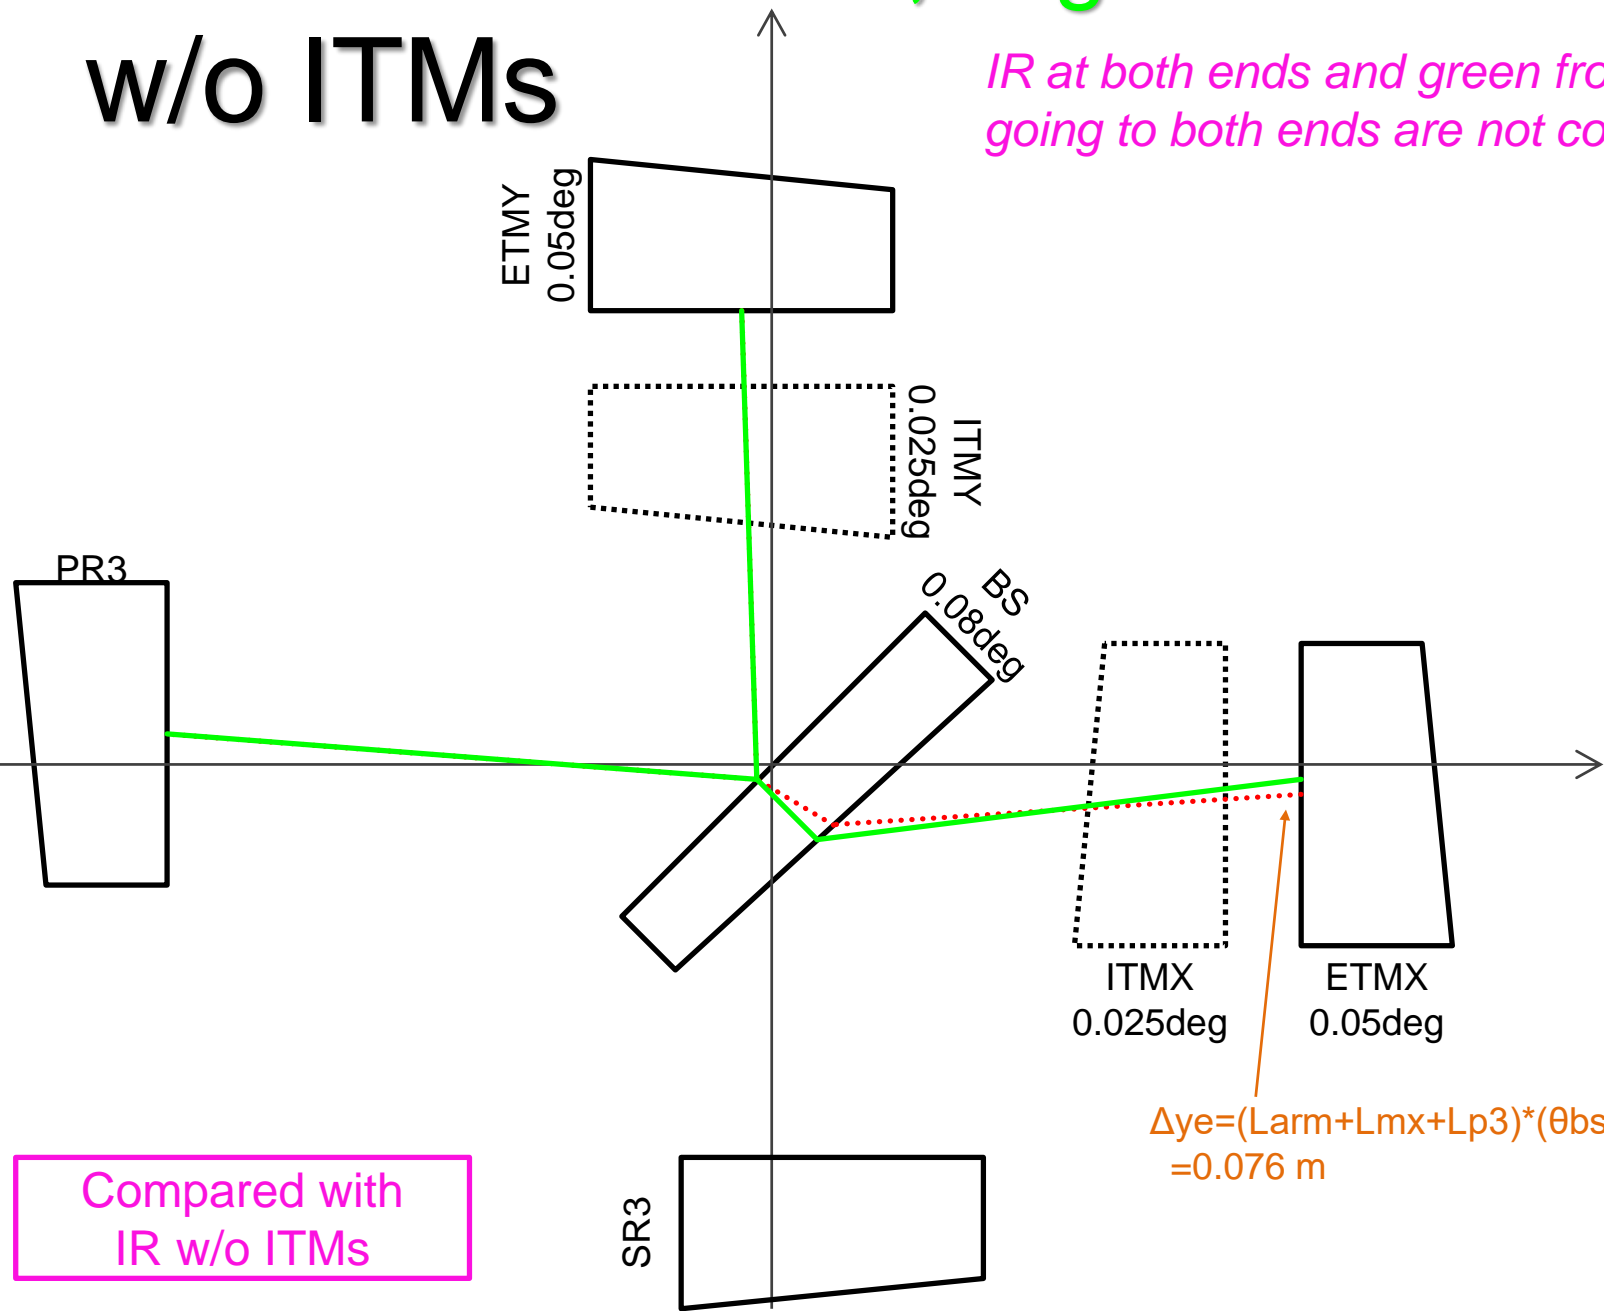 w/o ITMs
IR at both ends and green
going to both ends are not
ETMY
0.05deg
ITMY
0.025deg
PR3
BS
0.08deg
ITMX
0.025deg
ETMX
0.05deg
Δye=(Larm+Lmx+Lp3)*(θbs
=0.076 m
Compared with
IR w/o ITMs
SR3